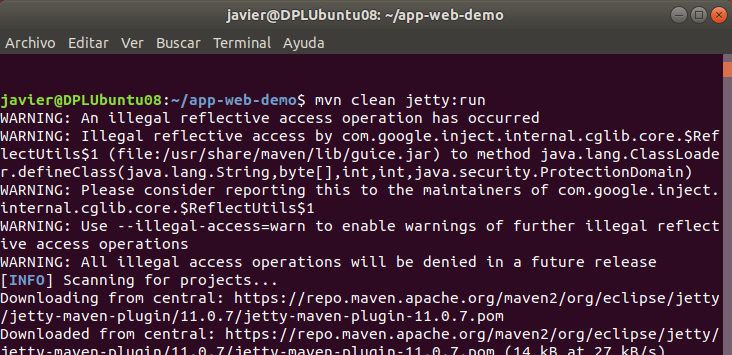 javier@DPLUbuntu08: ~/app-web-demo
Archivo Editar Ver Buscar Terminal Ayuda
javier@DPLUbuntu08:~/app-web-demo$ mvn clean jetty:run
WARNING: An illegal reflective access operation has occurred
WARNING: Illegal reflective access by com.google.inject.internal.cglib.core.$Ref
lectUtils$1 (file:/usr/share/maven/lib/guice.jar) to method java.lang.ClassLoade
r.defineClass(java.lang.String,byte[],int,int,java.security.ProtectionDomain)
WARNING: Please consider reporting this to the maintainers of com.google.inject.
internal.cglib.core.$ReflectUtils$1
WARNING: Use --illegal-access=warn to enable warnings of further illegal reflect
ive access operations
WARNING: All illegal access operations will be denied in a future release
[INFO] Scanning for projects...
Downloading from central: https://repo.maven.apache.org/maven2/org/eclipse/jetty
/jetty-maven-plugin/11.0.7/jetty-maven-plugin-11.0.7.pom
Downloaded from central: https://repo.maven.apache.org/maven2/org/eclipse/jetty/
jetty-maven-plugin/11.0.7/jetty-maven-plugin-11.0.7.pom (14 kB at 27 kB/s)